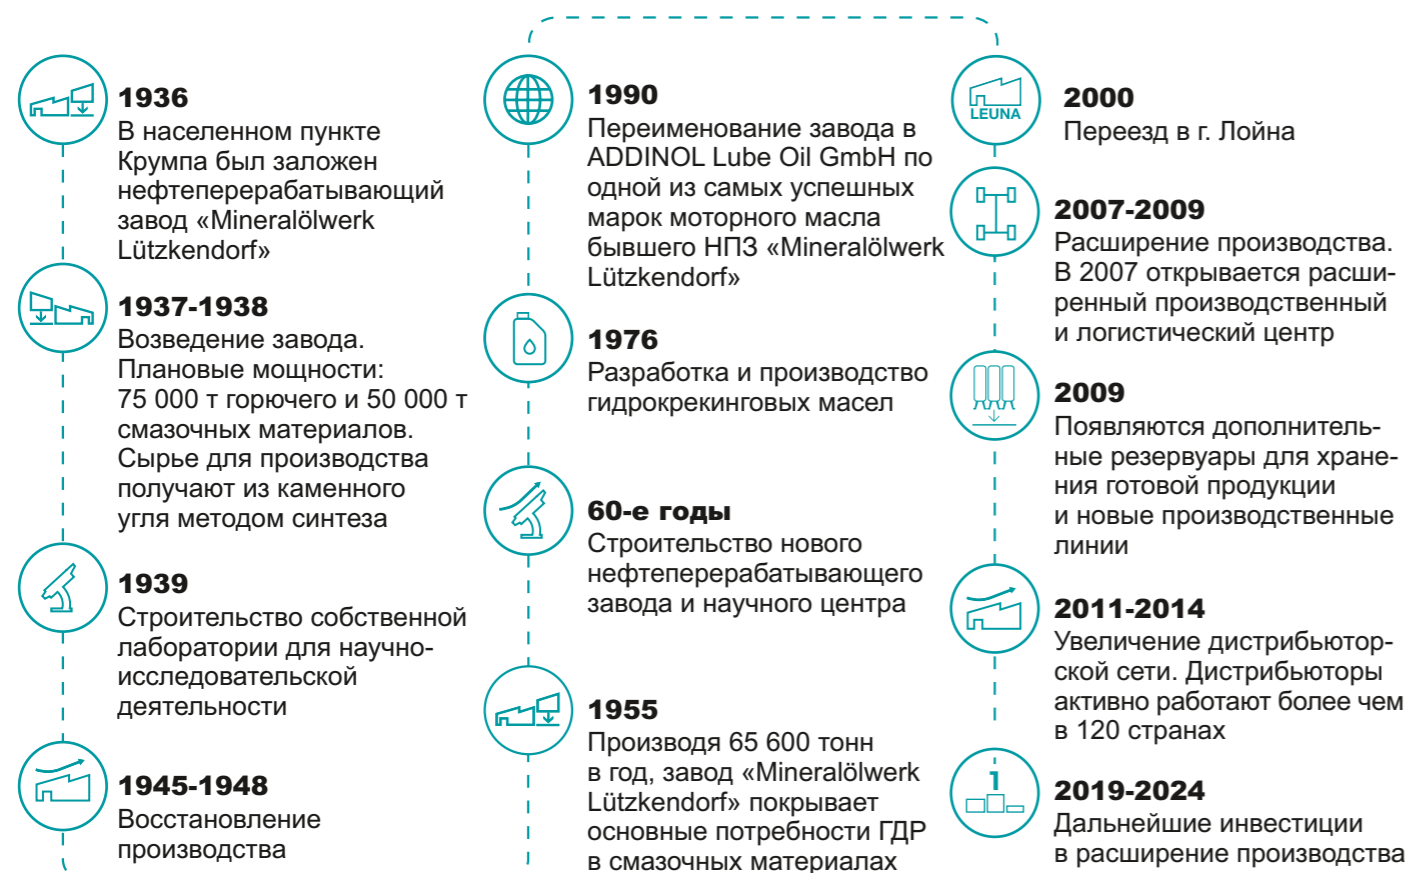 1936
В населенном пункте
Крумпа был заложен
нефтеперерабатывающий
завод «Mineralölwerk
Lützkendorf»
1937-1938
Возведение завода.
Плановые мощности:
75 000 т горючего и 50 000 т
смазочных материалов.
Сырье для производства
получают из каменного
угля методом синтеза
1939
Строительство собственной
лаборатории для научно-
исследовательской
деятельности
1945-1948
Восстановление
производства
1990
Переименование завода в
ADDINOL Lube Oil GmbH по
одной из самых успешных
марок моторного масла
бывшего НПЗ «Mineralölwerk
Lützkendorf»
1976
Разработка и производство
гидрокрекинговых масел
60-е годы
Строительство нового
нефтеперерабатывающего
завода и научного центра
1955
Производя 65 600 тонн
в год, завод «Mineralölwerk
Lützkendorf» покрывает
основные потребности ГДР
в смазочных материалах
LEUNA
2000
Переезд в г. Лойна
2007-2009
Расширение производства.
В 2007 открывается расши-
ренный производственный
и логистический центр
2009
Появляются дополнитель-
ные резервуары для хране-
ния готовой продукции
и новые производственные
линии
2011-2014
Увеличение дистрибьютор-
ской сети. Дистрибьюторы
активно работают более чем
в 120 странах
1
2019-2024
Дальнейшие инвестиции
в расширение производства